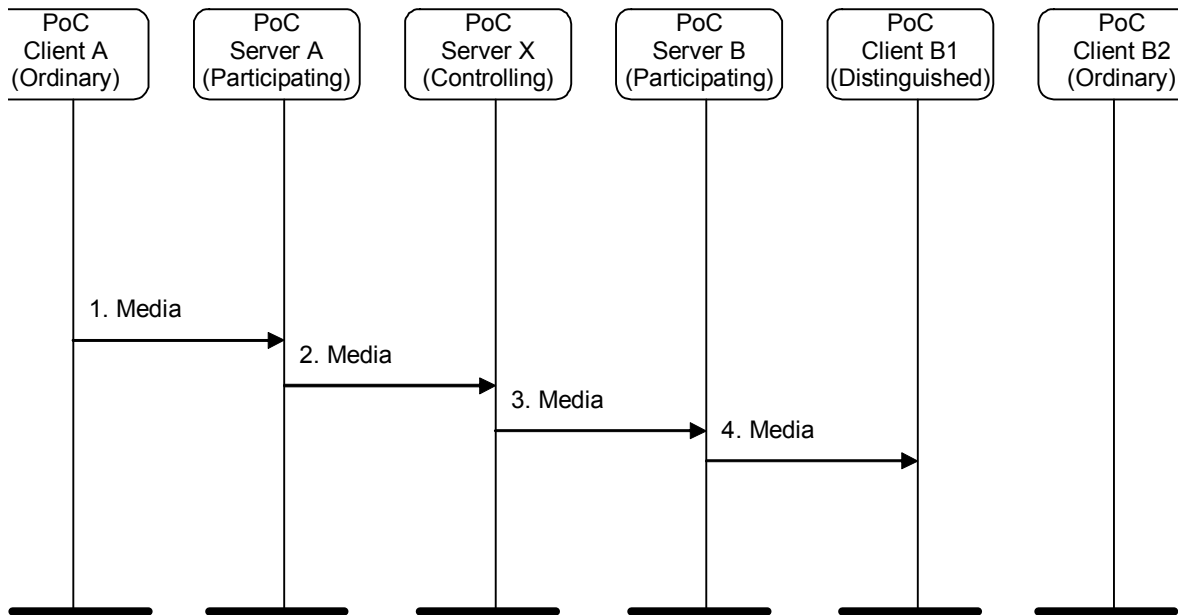 PoC
Client A
(Ordinary)
PoC
Server A
(Participating)
PoC
Server X
(Controlling)
PoC
Server B
(Participating)
PoC
Client B1
(Distinguished)
PoC
Client B2
(Ordinary)
1. Media
2. Media
3. Media
4. Media